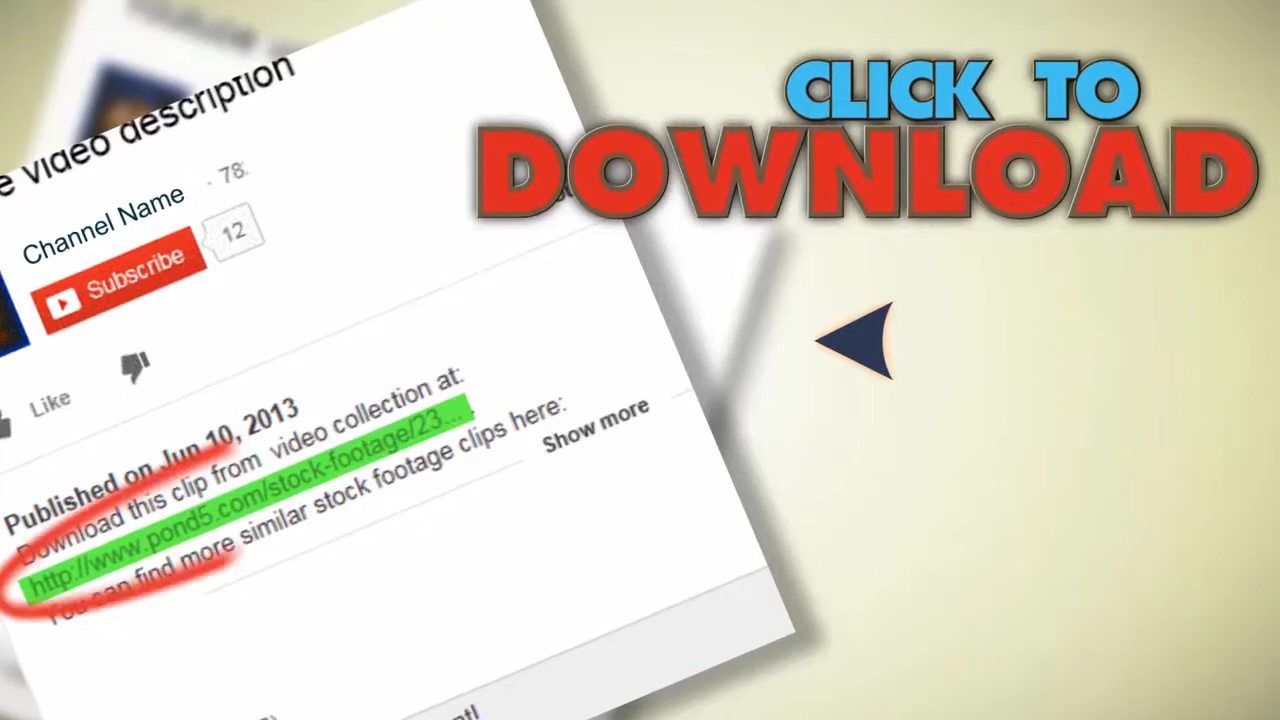 CLICK TO
DOWNLOAD
video description
Channel Name
· 78
Subscribe
12
Like
Published on Jun 10, 2013
Download this clip from video collection at:
http://www.pond5.com/stock-footage/23...
You can find more similar stock footage clips here:
Show more